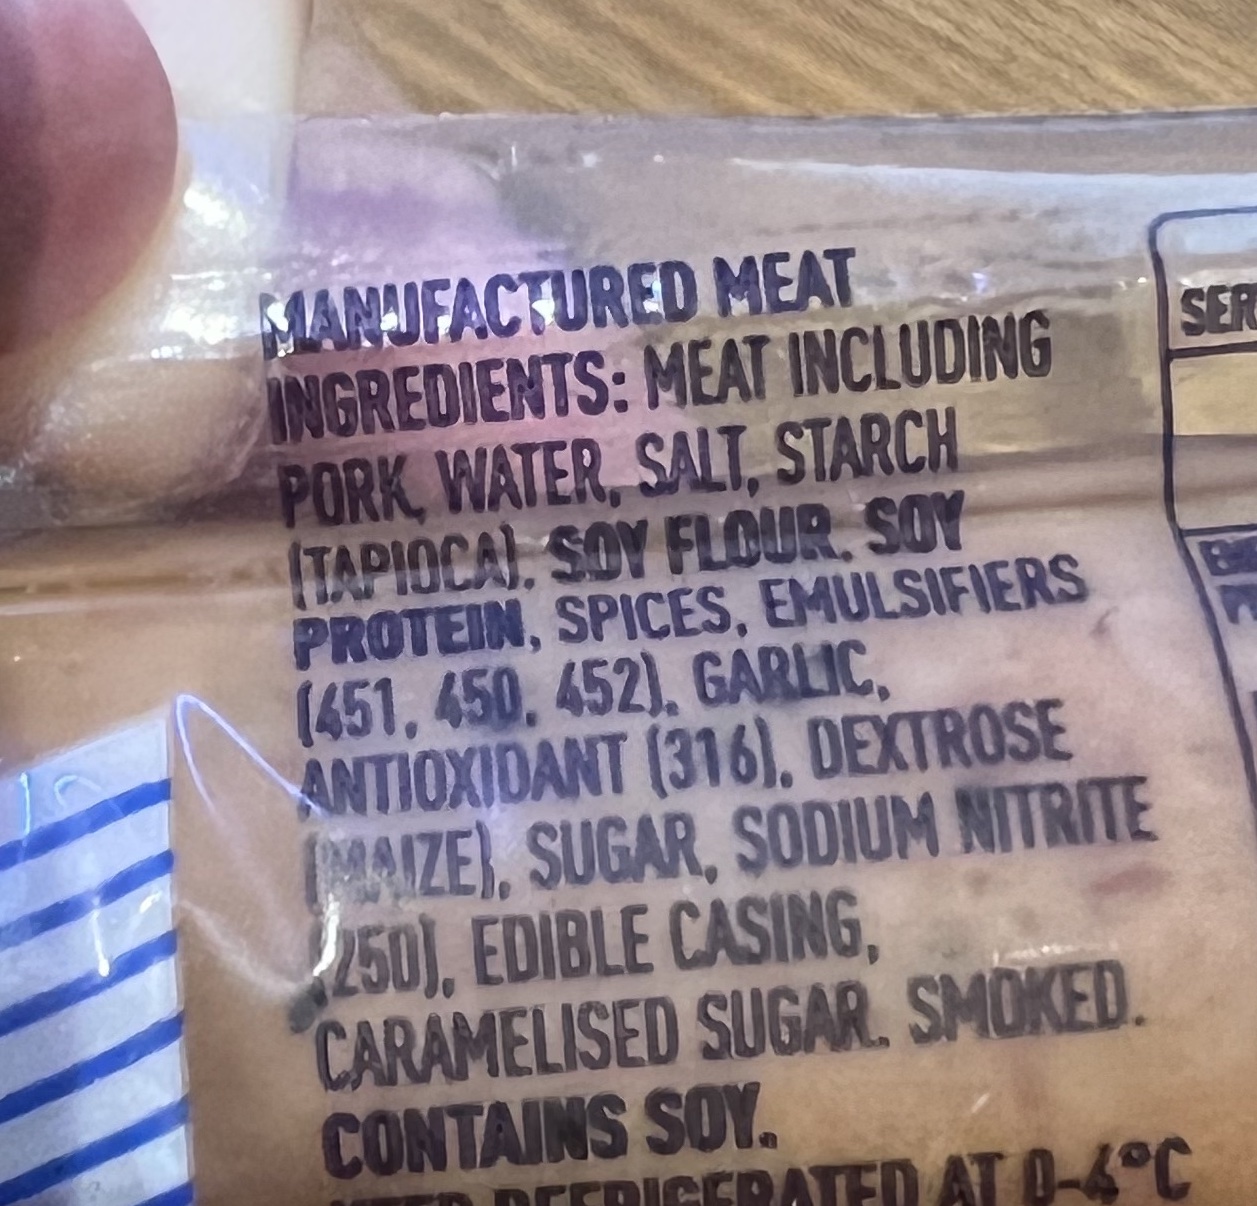 MANUFACTURED MEAT
INGREDIENTS: MEAT INCLUDING
PORK, WATER, SALT, STARCH
(TAPIOCA), SOY FLOUR, SOY
PROTEIN, SPICES, EMULSIFIERS
(451, 450, 452), GARLIC,
ANTIOXIDANT (316), DEXTROSE
(MAIZE), SUGAR, SODIUM NITRITE
(250), EDIBLE CASING,
CARAMELISED SUGAR. SMOKED.
CONTAINS SOY.
REFRIGERATED AT 0-4°C
SER